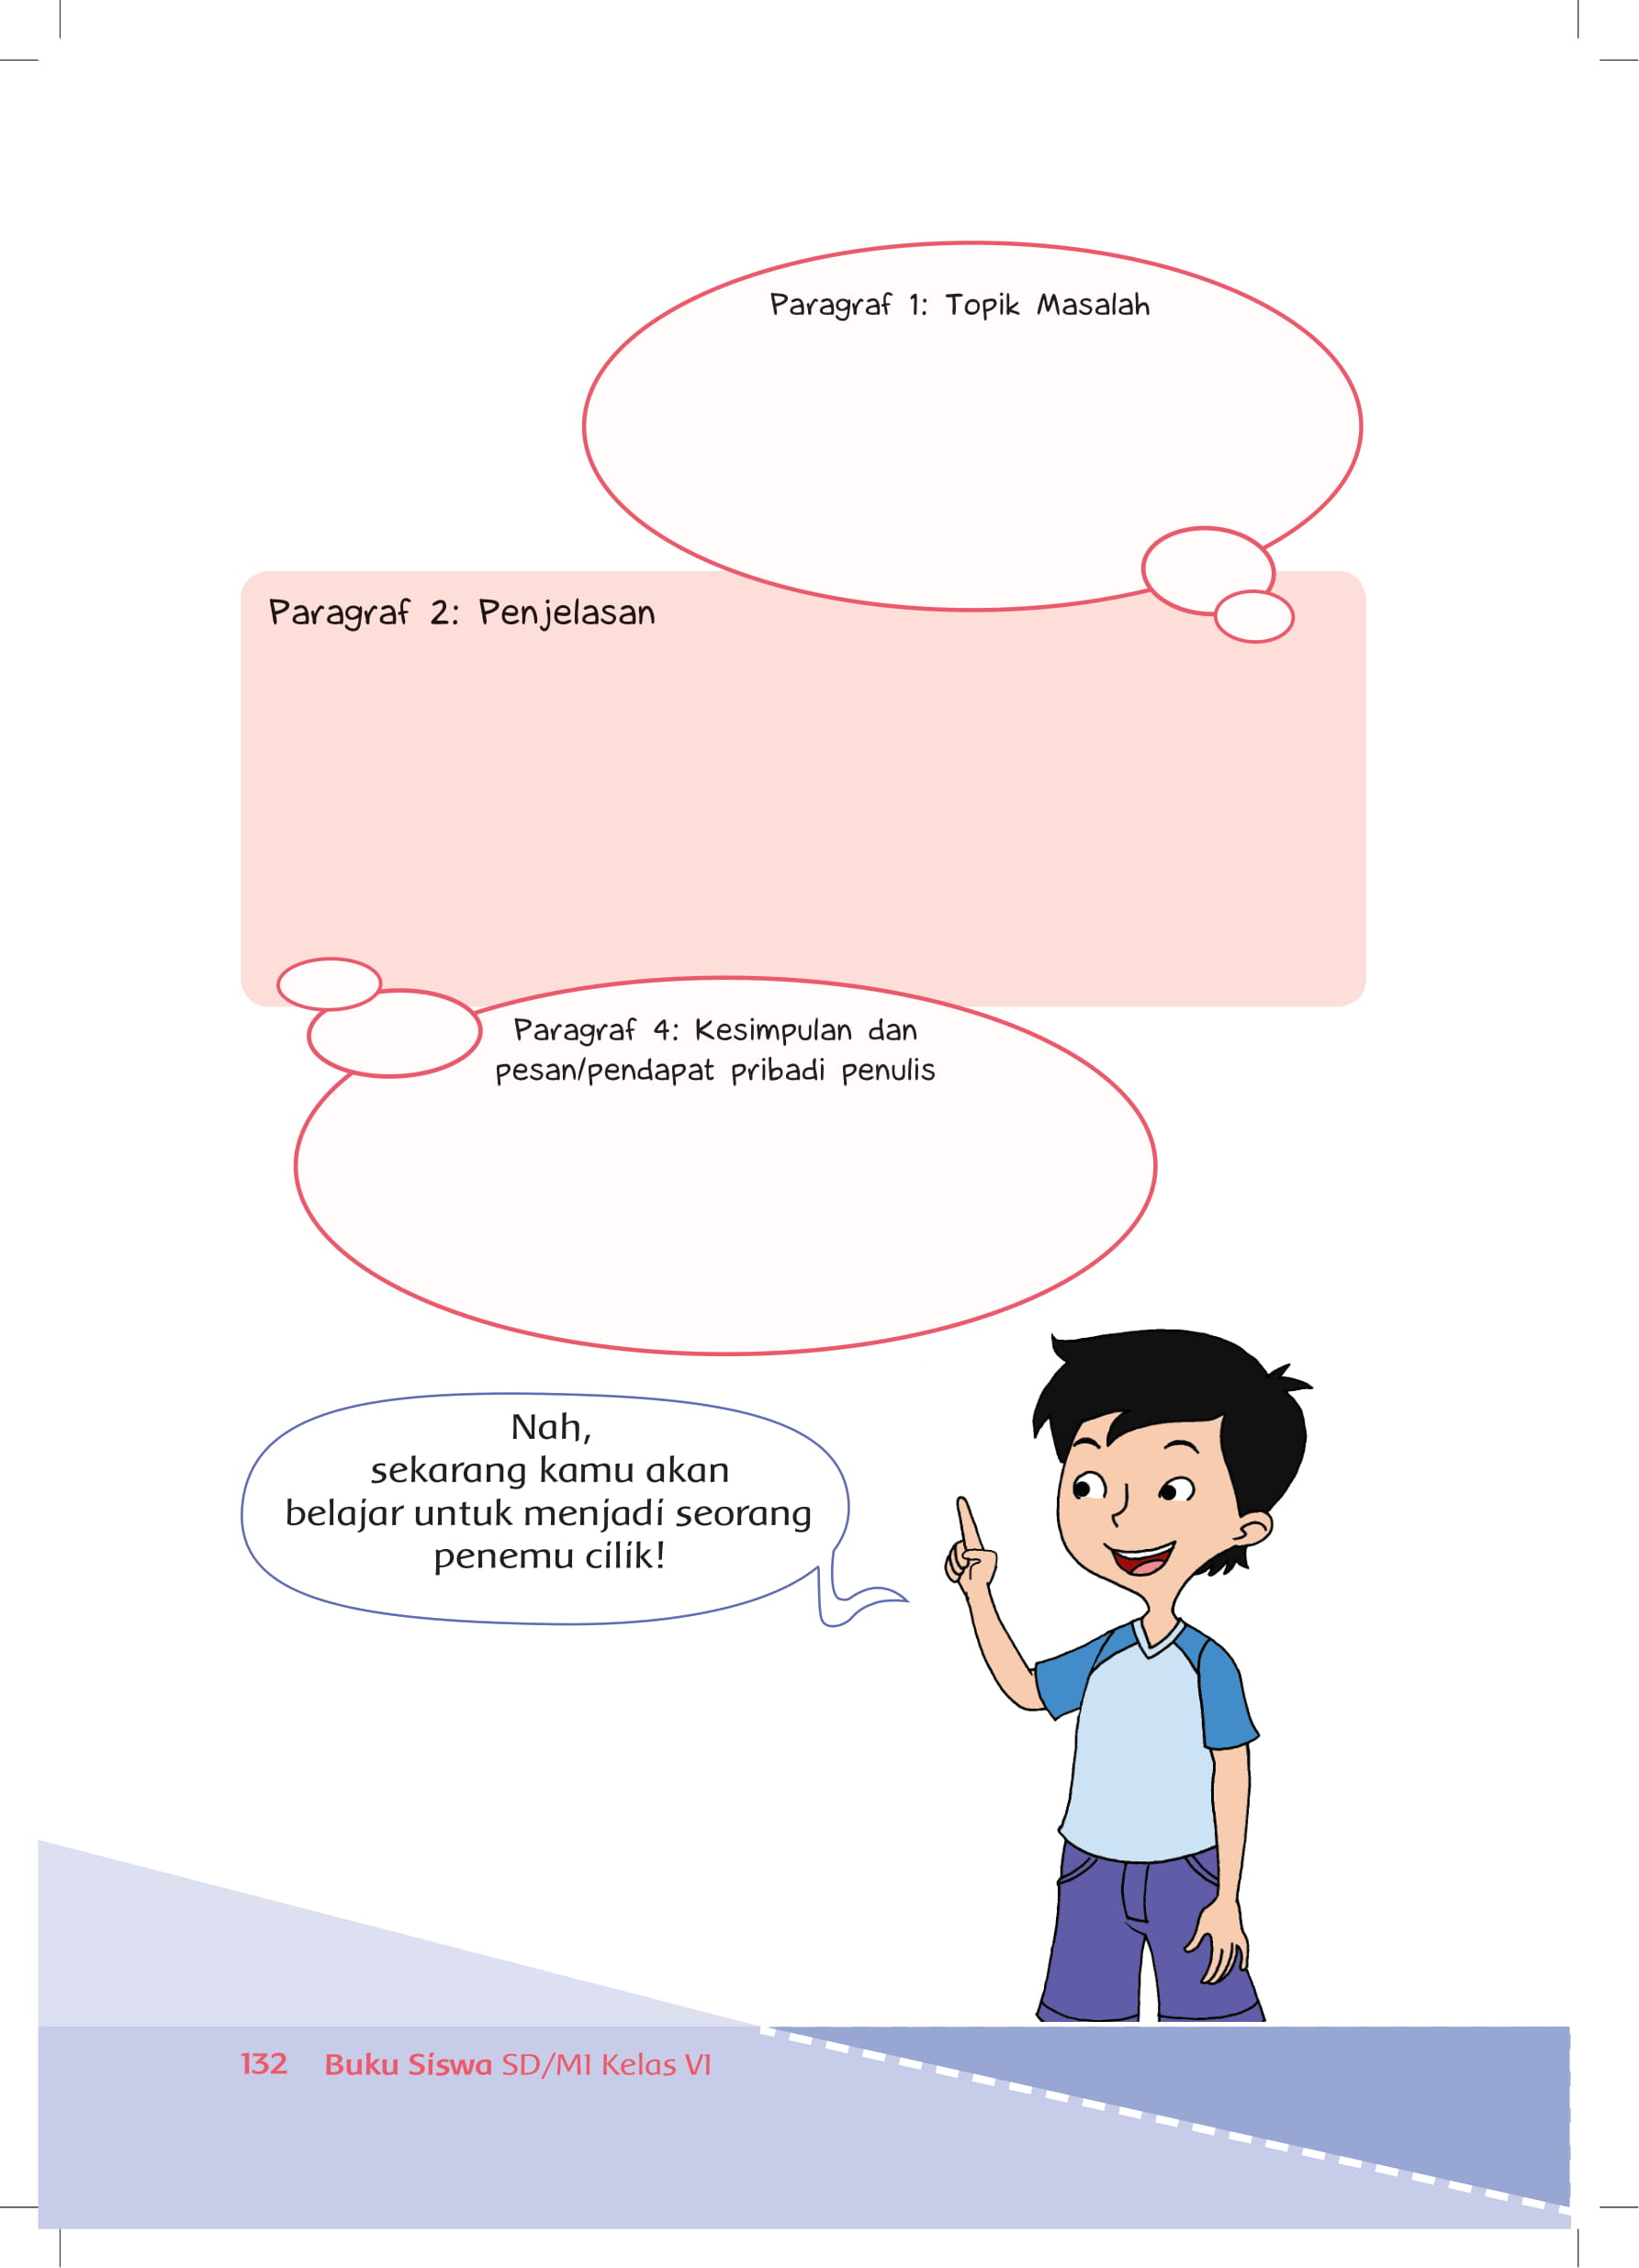 Paragraf 1: Topik Masalah
Paragraf 2: Penjelasan
Paragraf 4: Kesimpulan dan
pesan/pendapat pribadi penulis
Nah,
sekarang kamu akan
belajar untuk menjadi seorang
penemu cilik!
132 Buku Siswa SD/MI Kelas VI